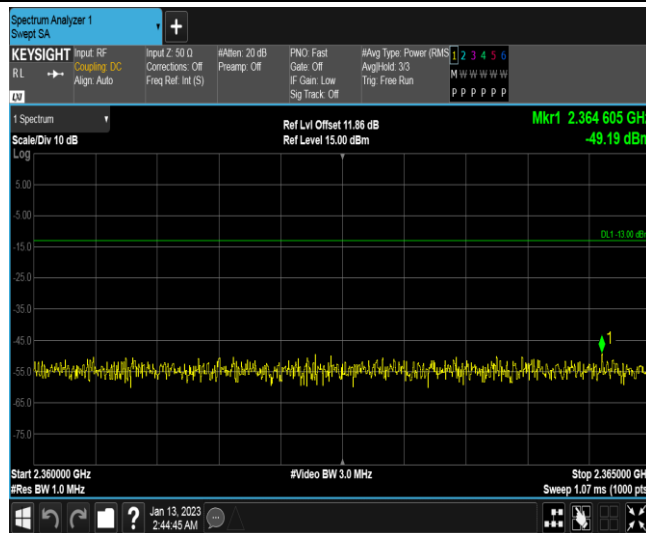 Spectrum Analyzer 1
Swept SA
KEYSIGHT
RL
LXI
Input: RF
Coupling: DC
Align: Auto
Input Z: 50 Ω
Corrections: Off
Freq Ref: Int (S)
#Atten: 20 dB
Preamp: Off
PNO: Fast
Gate: Off
IF Gain: Low
Sig Track: Off
#Avg Type: Power (RMS
Avg|Hold: 3/3
Trig: Free Run
1 2 3 4 5 6
M W W W W W
P P P P P P
1 Spectrum
Scale/Div 10 dB
Log
Ref Lvl Offset 11.86 dB
Ref Level 15.00 dBm
Mkr1 2.364 605 GHz
-49.19 dBm
5.00
-5.00
-15.0
-25.0
-35.0
-45.0
-55.0
-65.0
-75.0
DL1 -13.00 dBm
1
Start 2.360000 GHz
#Res BW 1.0 MHz
#Video BW 3.0 MHz
Stop 2.365000 GHz
Sweep 1.07 ms (1000 pts)
?
Jan 13, 2023
2:44:45 AM